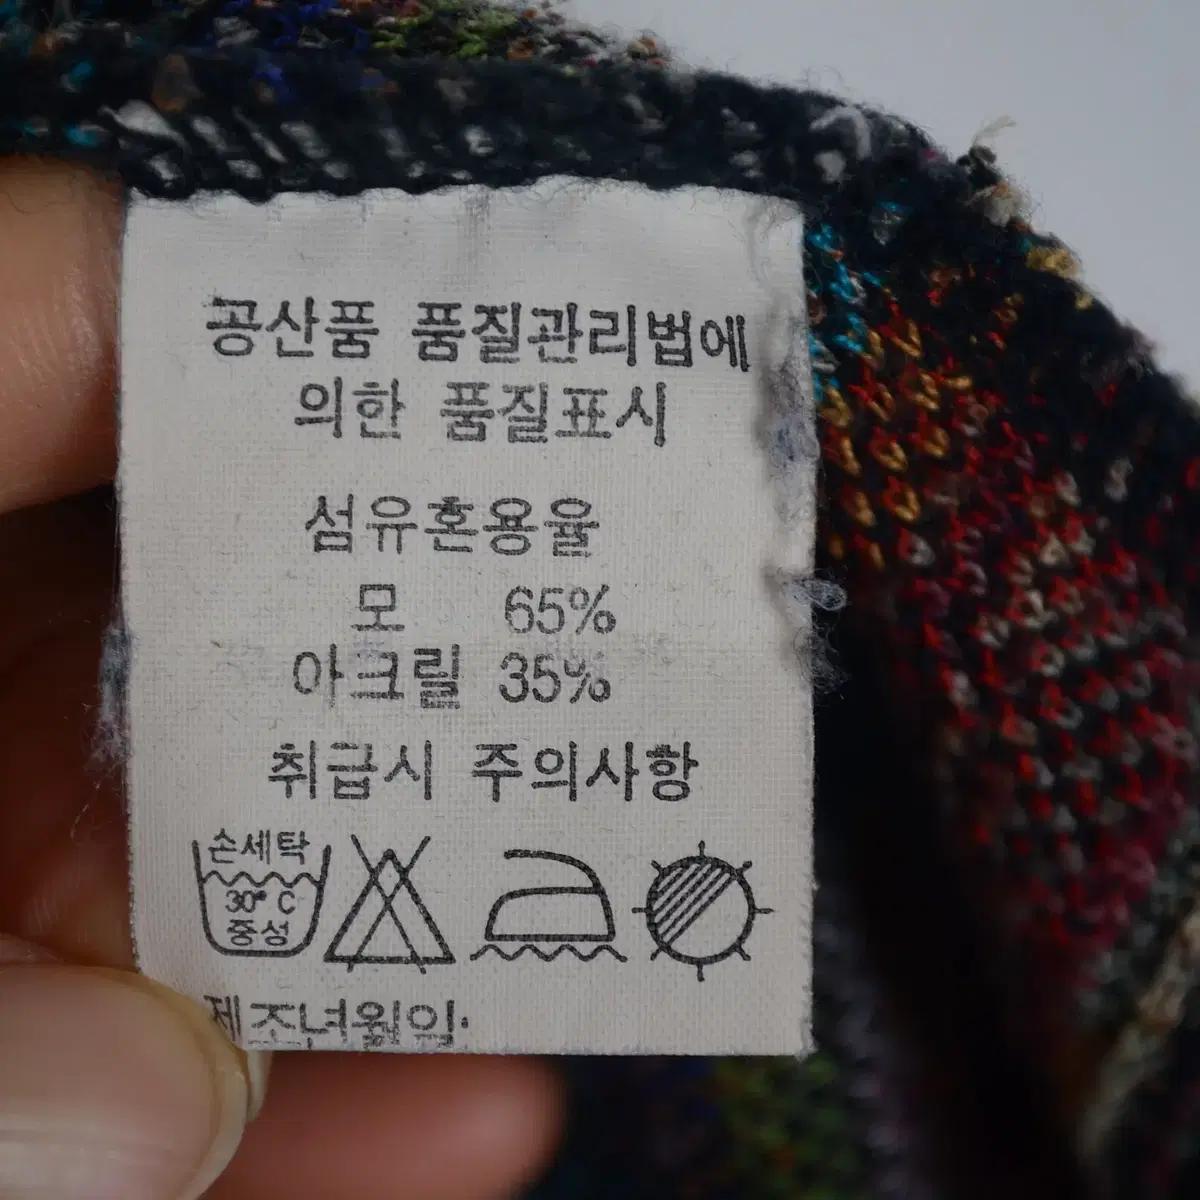 공산품 품질관리법에
의한 품질표시
섬유혼용율
모 65%
아크릴 35%
취급시 주의사항
손세탁
30° C
중성
제조년월일: